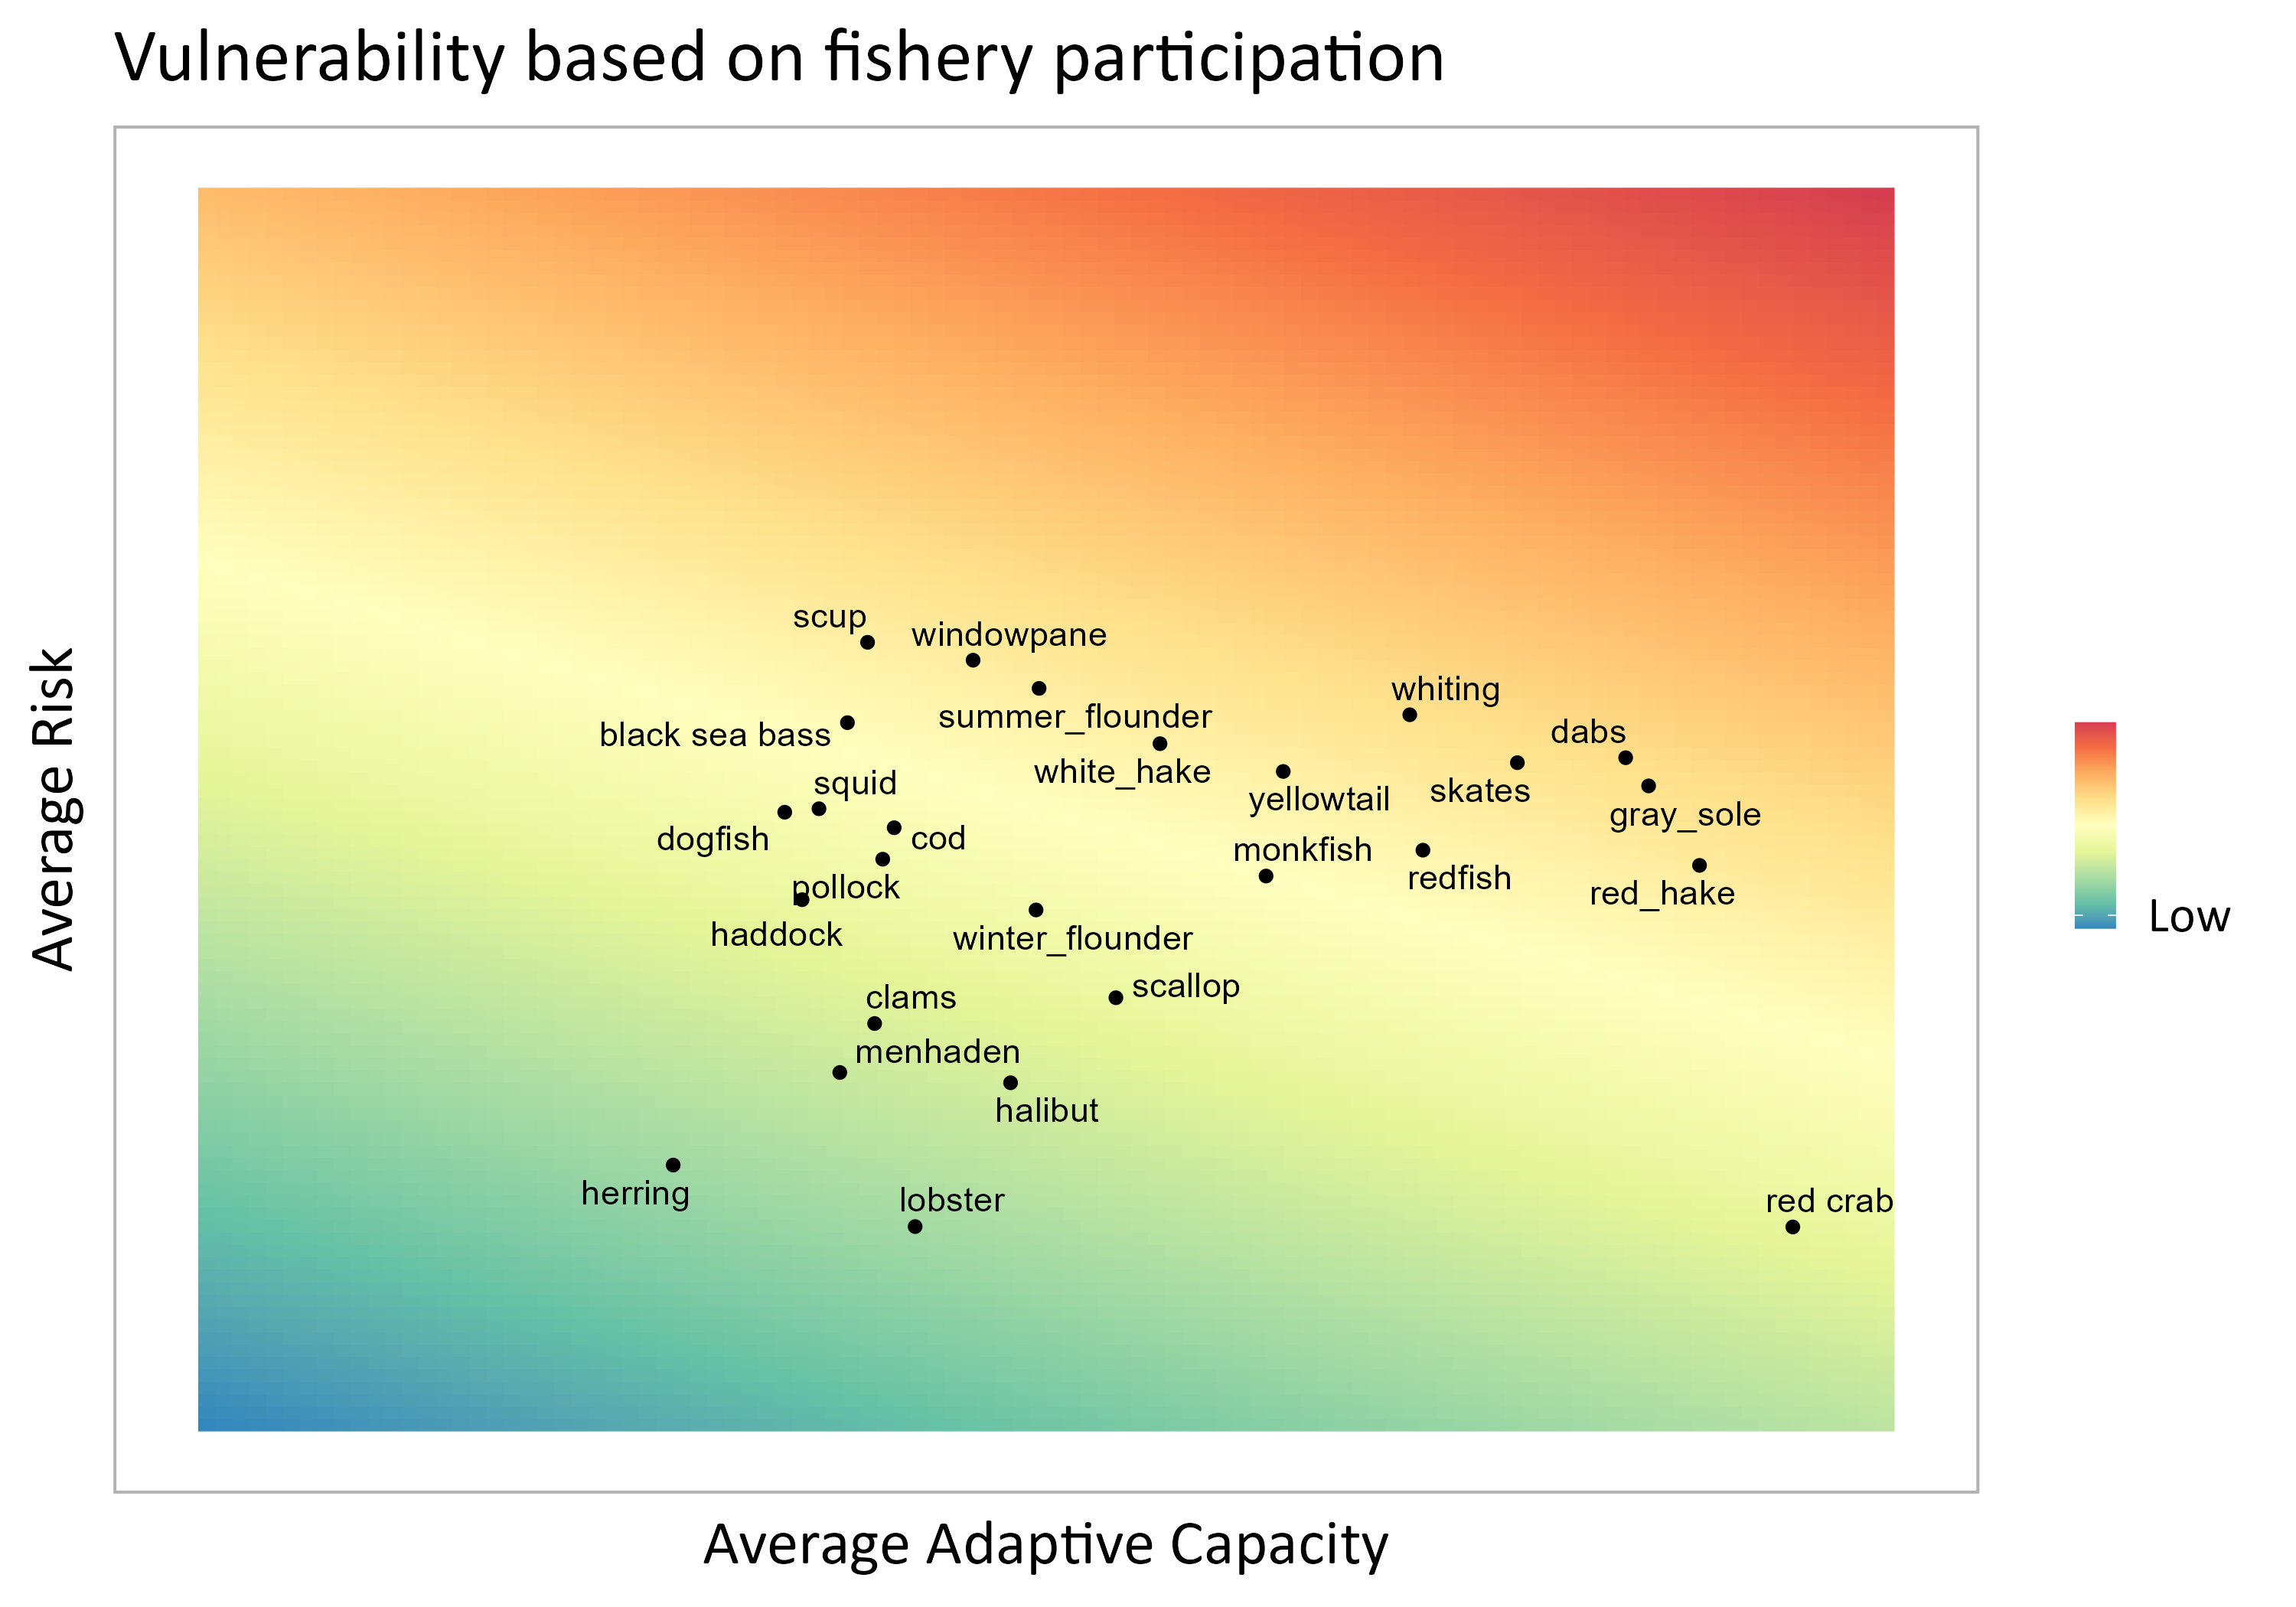 Vulnerability based on fishery participation
Average Risk
scup
windowpane
whiting
summer_flounder
black sea bass
dabs
white_hake
squid
yellowtail
skates
gray_sole
dogfish
cod
monkfish
redfish
pollock
red_hake
haddock
winter_flounder
Low
scallop
clams
menhaden
halibut
herring
lobster
red crab
Average Adaptive Capacity